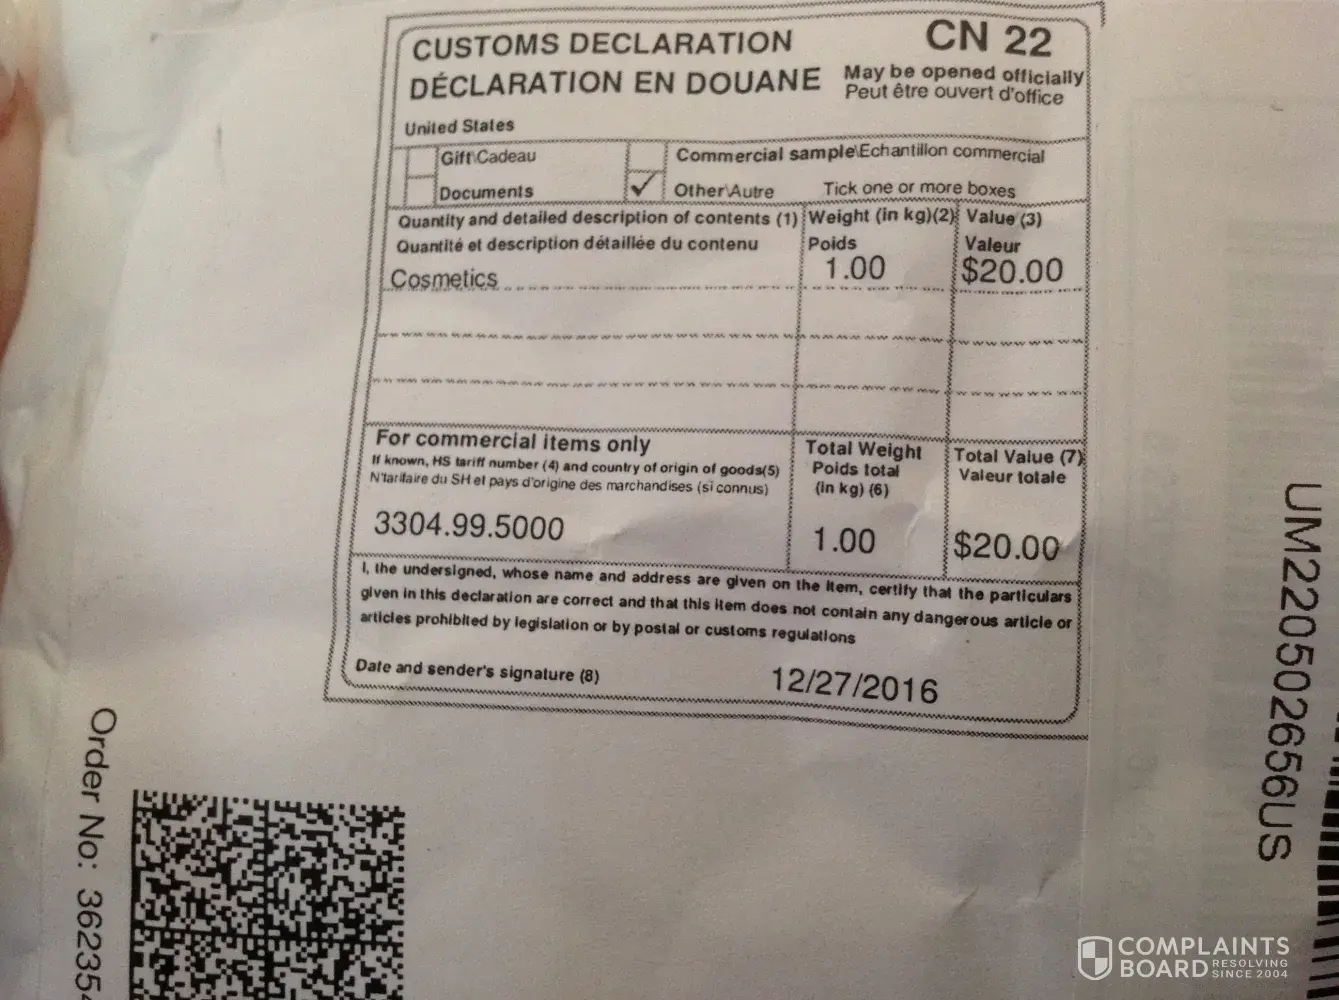 CUSTOMS DECLARATION
CN 22
DÉCLARATION EN DOUANE
May be opened officially
Peut être ouvert d'office
United States
Gift\Cadeau
Commercial sample\Echantillon commercial
Documents
✓ Other\Autre
Tick one or more boxes
Quantity and detailed description of contents (1)
Weight (in kg)(2)
Value (3)
Quantité et description détaillée du contenu
Poids
Valeur
Cosmetics
1.00
$20.00
For commercial items only
If known, HS tariff number (4) and country of origin of goods(5)
N'tarifaire du SH et pays d'origine des marchandises (si connus)
Total Weight
Poids total
(in kg) (6)
Total Value (7)
Valeur totale
3304.99.5000
1.00
$20.00
I, the undersigned, whose name and address are given on the item, certify that the particulars
given in this declaration are correct and that this item does not contain any dangerous article or
articles prohibited by legislation or by postal or customs regulations
Date and sender's signature (8)
12/27/2016
Order No: 36235
UM220502656US
COMPLAINTS
BOARD RESOLVING
SINCE 2004